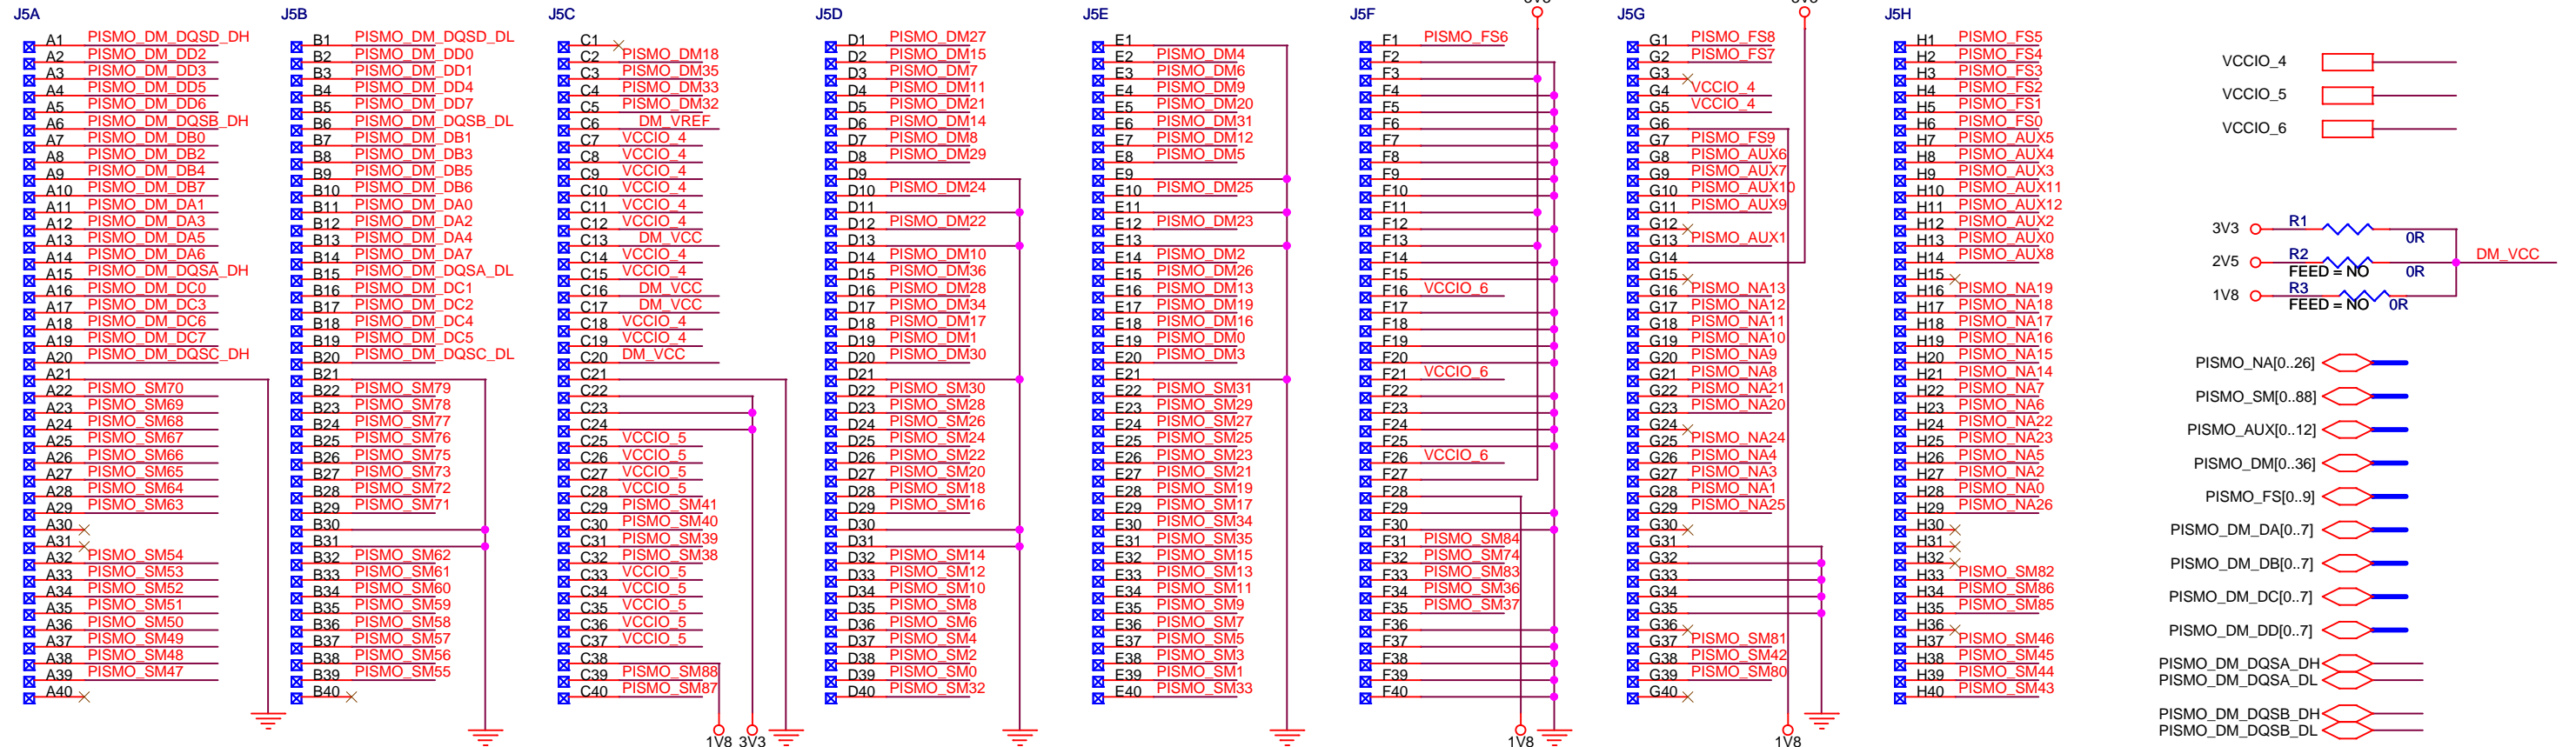 J5A
A1 PISMO_DM_DQSD_DH
A2 PISMO_DM_DD2
A3 PISMO_DM_DD3
A4 PISMO_DM_DD5
A5 PISMO_DM_DD6
A6 PISMO_DM_DQSB_DH
A7 PISMO_DM_DB0
A8 PISMO_DM_DB2
A9 PISMO_DM_DB4
A10 PISMO_DM_DB7
A11 PISMO_DM_DA1
A12 PISMO_DM_DA3
A13 PISMO_DM_DA5
A14 PISMO_DM_DA6
A15 PISMO_DM_DQSA_DH
A16 PISMO_DM_DC0
A17 PISMO_DM_DC3
A18 PISMO_DM_DC6
A19 PISMO_DM_DC7
A20 PISMO_DM_DQSC_DH
A21
A22 PISMO_SM70
A23 PISMO_SM69
A24 PISMO_SM68
A25 PISMO_SM67
A26 PISMO_SM66
A27 PISMO_SM65
A28 PISMO_SM64
A29 PISMO_SM63
A30
A31
A32 PISMO_SM54
A33 PISMO_SM53
A34 PISMO_SM52
A35 PISMO_SM51
A36 PISMO_SM50
A37 PISMO_SM49
A38 PISMO_SM48
A39 PISMO_SM47
A40
J5B
B1 PISMO_DM_DQSD_DL
B2 PISMO_DM_DD0
B3 PISMO_DM_DD1
B4 PISMO_DM_DD4
B5 PISMO_DM_DD7
B6 PISMO_DM_DQSB_DL
B7 PISMO_DM_DB1
B8 PISMO_DM_DB3
B9 PISMO_DM_DB5
B10 PISMO_DM_DB6
B11 PISMO_DM_DA0
B12 PISMO_DM_DA2
B13 PISMO_DM_DA4
B14 PISMO_DM_DA7
B15 PISMO_DM_DQSA_DL
B16 PISMO_DM_DC1
B17 PISMO_DM_DC2
B18 PISMO_DM_DC4
B19 PISMO_DM_DC5
B20 PISMO_DM_DQSC_DL
B21
B22 PISMO_SM79
B23 PISMO_SM78
B24 PISMO_SM77
B25 PISMO_SM76
B26 PISMO_SM75
B27 PISMO_SM73
B28 PISMO_SM72
B29 PISMO_SM71
B30
B31
B32 PISMO_SM62
B33 PISMO_SM61
B34 PISMO_SM60
B35 PISMO_SM59
B36 PISMO_SM58
B37 PISMO_SM57
B38 PISMO_SM56
B39 PISMO_SM55
B40
J5C
C1
C2 PISMO_DM18
C3 PISMO_DM35
C4 PISMO_DM33
C5 PISMO_DM32
C6 DM_VREF
C7 VCCIO_4
C8 VCCIO_4
C9 VCCIO_4
C10 VCCIO_4
C11 VCCIO_4
C12 VCCIO_4
C13 DM_VCC
C14 VCCIO_4
C15 VCCIO_4
C16 DM_VCC
C17 DM_VCC
C18 VCCIO_4
C19 VCCIO_4
C20 DM_VCC
C21
C22
C23
C24
C25 VCCIO_5
C26 VCCIO_5
C27 VCCIO_5
C28 VCCIO_5
C29 PISMO_SM41
C30 PISMO_SM40
C31 PISMO_SM39
C32 PISMO_SM38
C33 VCCIO_5
C34 VCCIO_5
C35 VCCIO_5
C36 VCCIO_5
C37 VCCIO_5
C38
C39 PISMO_SM88
C40 PISMO_SM87
1V8 3V3
J5D
D1 PISMO_DM27
D2 PISMO_DM15
D3 PISMO_DM7
D4 PISMO_DM11
D5 PISMO_DM21
D6 PISMO_DM14
D7 PISMO_DM8
D8 PISMO_DM29
D9
D10 PISMO_DM24
D11
D12 PISMO_DM22
D13
D14 PISMO_DM10
D15 PISMO_DM36
D16 PISMO_DM28
D17 PISMO_DM34
D18 PISMO_DM17
D19 PISMO_DM1
D20 PISMO_DM30
D21
D22 PISMO_SM30
D23 PISMO_SM28
D24 PISMO_SM26
D25 PISMO_SM24
D26 PISMO_SM22
D27 PISMO_SM20
D28 PISMO_SM18
D29 PISMO_SM16
D30
D31
D32 PISMO_SM14
D33 PISMO_SM12
D34 PISMO_SM10
D35 PISMO_SM8
D36 PISMO_SM6
D37 PISMO_SM4
D38 PISMO_SM2
D39 PISMO_SM0
D40 PISMO_SM32
J5E
E1
E2 PISMO_DM4
E3 PISMO_DM6
E4 PISMO_DM9
E5 PISMO_DM20
E6 PISMO_DM31
E7 PISMO_DM12
E8 PISMO_DM5
E9
E10 PISMO_DM25
E11
E12 PISMO_DM23
E13
E14 PISMO_DM2
E15 PISMO_DM26
E16 PISMO_DM13
E17 PISMO_DM19
E18 PISMO_DM16
E19 PISMO_DM0
E20 PISMO_DM3
E21
E22 PISMO_SM31
E23 PISMO_SM29
E24 PISMO_SM27
E25 PISMO_SM25
E26 PISMO_SM23
E27 PISMO_SM21
E28 PISMO_SM19
E29 PISMO_SM17
E30 PISMO_SM34
E31 PISMO_SM35
E32 PISMO_SM15
E33 PISMO_SM13
E34 PISMO_SM11
E35 PISMO_SM9
E36 PISMO_SM7
E37 PISMO_SM5
E38 PISMO_SM3
E39 PISMO_SM1
E40 PISMO_SM33
J5F
F1 PISMO_FS6
F2
F3
F4
F5
F6
F7
F8
F9
F10
F11
F12
F13
F14
F15
F16 VCCIO_6
F17
F18
F19
F20
F21 VCCIO_6
F22
F23
F24
F25
F26 VCCIO_6
F27
F28
F29
F30
F31 PISMO_SM84
F32 PISMO_SM74
F33 PISMO_SM83
F34 PISMO_SM36
F35 PISMO_SM37
F36
F37
F38
F39
F40
1V8
J5G
G1 PISMO_FS8
G2 PISMO_FS7
G3
G4 VCCIO_4
G5 VCCIO_4
G6
G7 PISMO_FS9
G8 PISMO_AUX6
G9 PISMO_AUX7
G10 PISMO_AUX10
G11 PISMO_AUX9
G12
G13 PISMO_AUX1
G14
G15
G16 PISMO_NA13
G17 PISMO_NA12
G18 PISMO_NA11
G19 PISMO_NA10
G20 PISMO_NA9
G21 PISMO_NA8
G22 PISMO_NA21
G23 PISMO_NA20
G24
G25 PISMO_NA24
G26 PISMO_NA4
G27 PISMO_NA3
G28 PISMO_NA1
G29 PISMO_NA25
G30
G31
G32
G33
G34
G35
G36
G37 PISMO_SM81
G38 PISMO_SM42
G39 PISMO_SM80
G40
1V8
J5H
H1 PISMO_FS5
H2 PISMO_FS4
H3 PISMO_FS3
H4 PISMO_FS2
H5 PISMO_FS1
H6 PISMO_FS0
H7 PISMO_AUX5
H8 PISMO_AUX4
H9 PISMO_AUX3
H10 PISMO_AUX11
H11 PISMO_AUX12
H12 PISMO_AUX2
H13 PISMO_AUX0
H14 PISMO_AUX8
H15
H16 PISMO_NA19
H17 PISMO_NA18
H18 PISMO_NA17
H19 PISMO_NA16
H20 PISMO_NA15
H21 PISMO_NA14
H22 PISMO_NA7
H23 PISMO_NA6
H24 PISMO_NA22
H25 PISMO_NA23
H26 PISMO_NA5
H27 PISMO_NA2
H28 PISMO_NA0
H29 PISMO_NA26
H30
H31
H32
H33 PISMO_SM82
H34 PISMO_SM86
H35 PISMO_SM85
H36
H37 PISMO_SM46
H38 PISMO_SM45
H39 PISMO_SM44
H40 PISMO_SM43
VCCIO_4
VCCIO_5
VCCIO_6
3V3 R1 0R
2V5 R2 0R DM_VCC
FEED = NO
1V8 R3 0R
FEED = NO
PISMO_NA[0..26]
PISMO_SM[0..88]
PISMO_AUX[0..12]
PISMO_DM[0..36]
PISMO_FS[0..9]
PISMO_DM_DA[0..7]
PISMO_DM_DB[0..7]
PISMO_DM_DC[0..7]
PISMO_DM_DD[0..7]
PISMO_DM_DQSA_DH
PISMO_DM_DQSA_DL
PISMO_DM_DQSB_DH
PISMO_DM_DQSB_DL